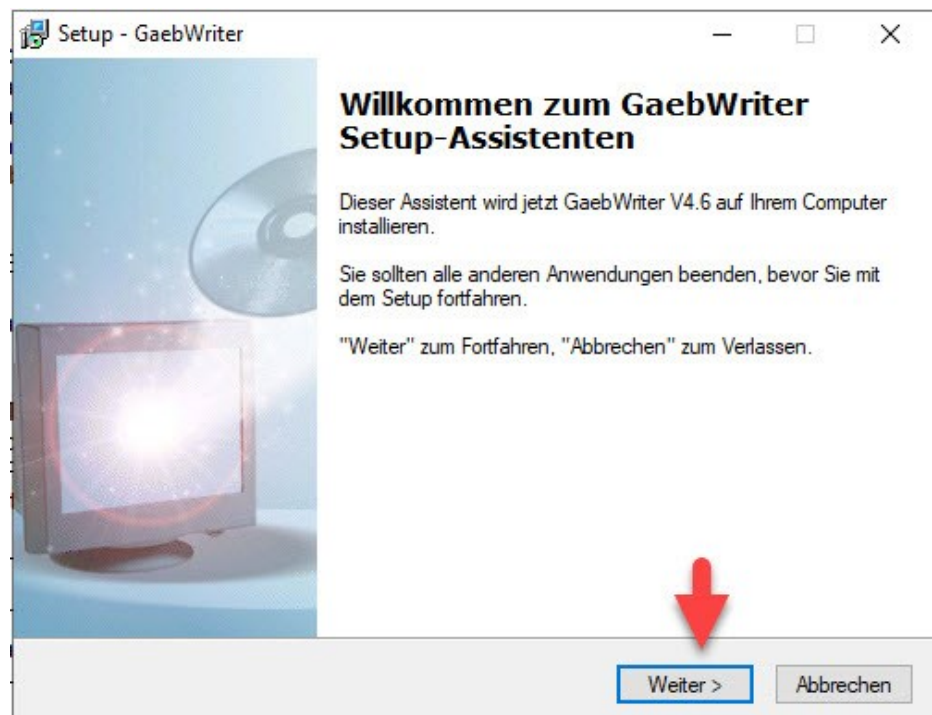 Setup - GaebWriter
Willkommen zum GaebWriter
Setup-Assistenten
Dieser Assistent wird jetzt GaebWriter V4.6 auf Ihrem Computer
installieren.
Sie sollten alle anderen Anwendungen beenden, bevor Sie mit
dem Setup fortfahren.
"Weiter" zum Fortfahren, "Abbrechen" zum Verlassen.
Weiter >
Abbrechen